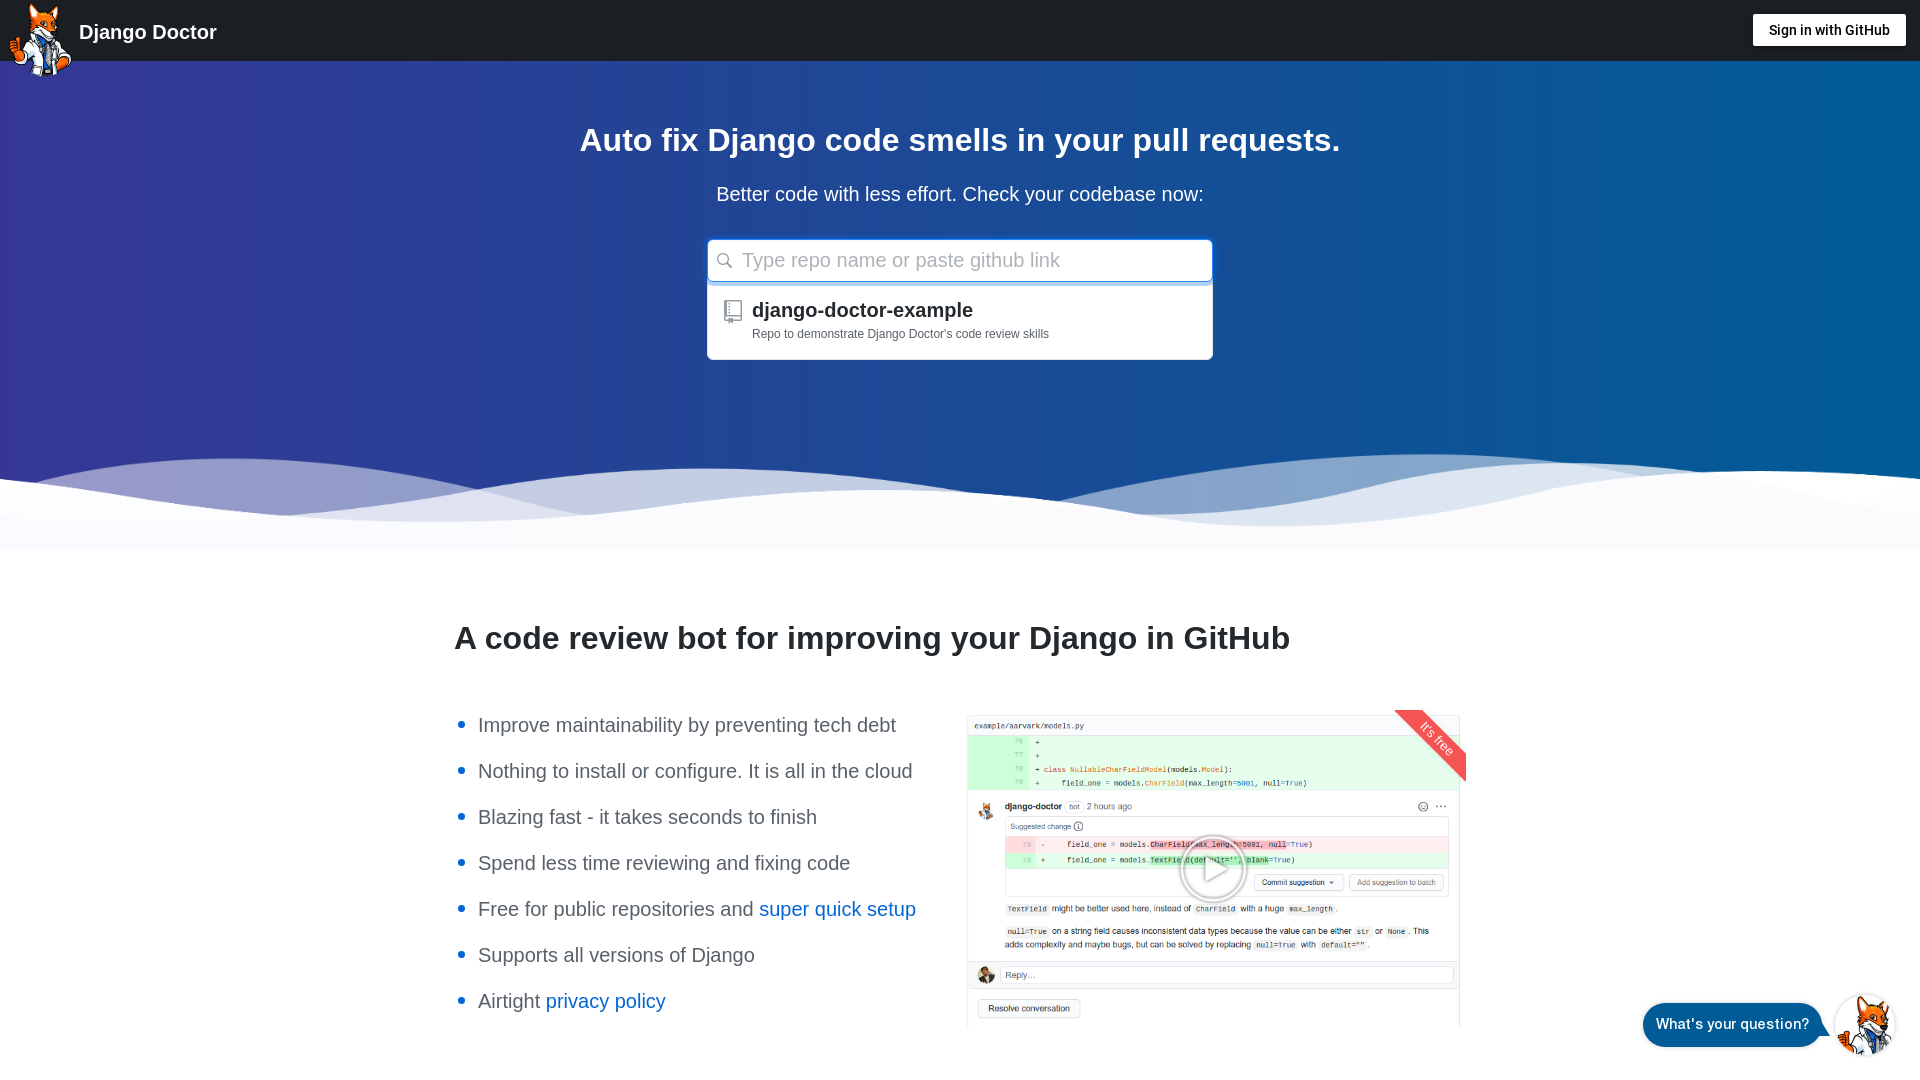 Django Doctor
Sign in with GitHub
Auto fix Django code smells in your pull requests.
Better code with less effort. Check your codebase now:
Type repo name or paste github link
django-doctor-example
Repo to demonstrate Django Doctor's code review skills
A code review bot for improving your Django in GitHub
Improve maintainability by preventing tech debt
Nothing to install or configure. It is all in the cloud
Blazing fast - it takes seconds to finish
Spend less time reviewing and fixing code
Free for public repositories and super quick setup
Supports all versions of Django
Airtight privacy policy
example/aarvark/models.py
It's free
76 +
77 +
78 + class NullableCharFieldModel(models.Model):
79 + field_one = models.CharField(max_length=5001, null=True)
django-doctor bot 2 hours ago
Suggested change
79 - field_one = models.CharField(max_length=5001, null=True)
79 + field_one = models.TextField(default='', blank=True)
Commit suggestion
Add suggestion to batch
TextField might be better used here, instead of CharField with a huge max_length.
null=True on a string field causes inconsistent data types because the value can be either str or None. This
adds complexity and maybe bugs, but can be solved by replacing null=True with default="".
Reply...
Resolve conversation
What's your question?